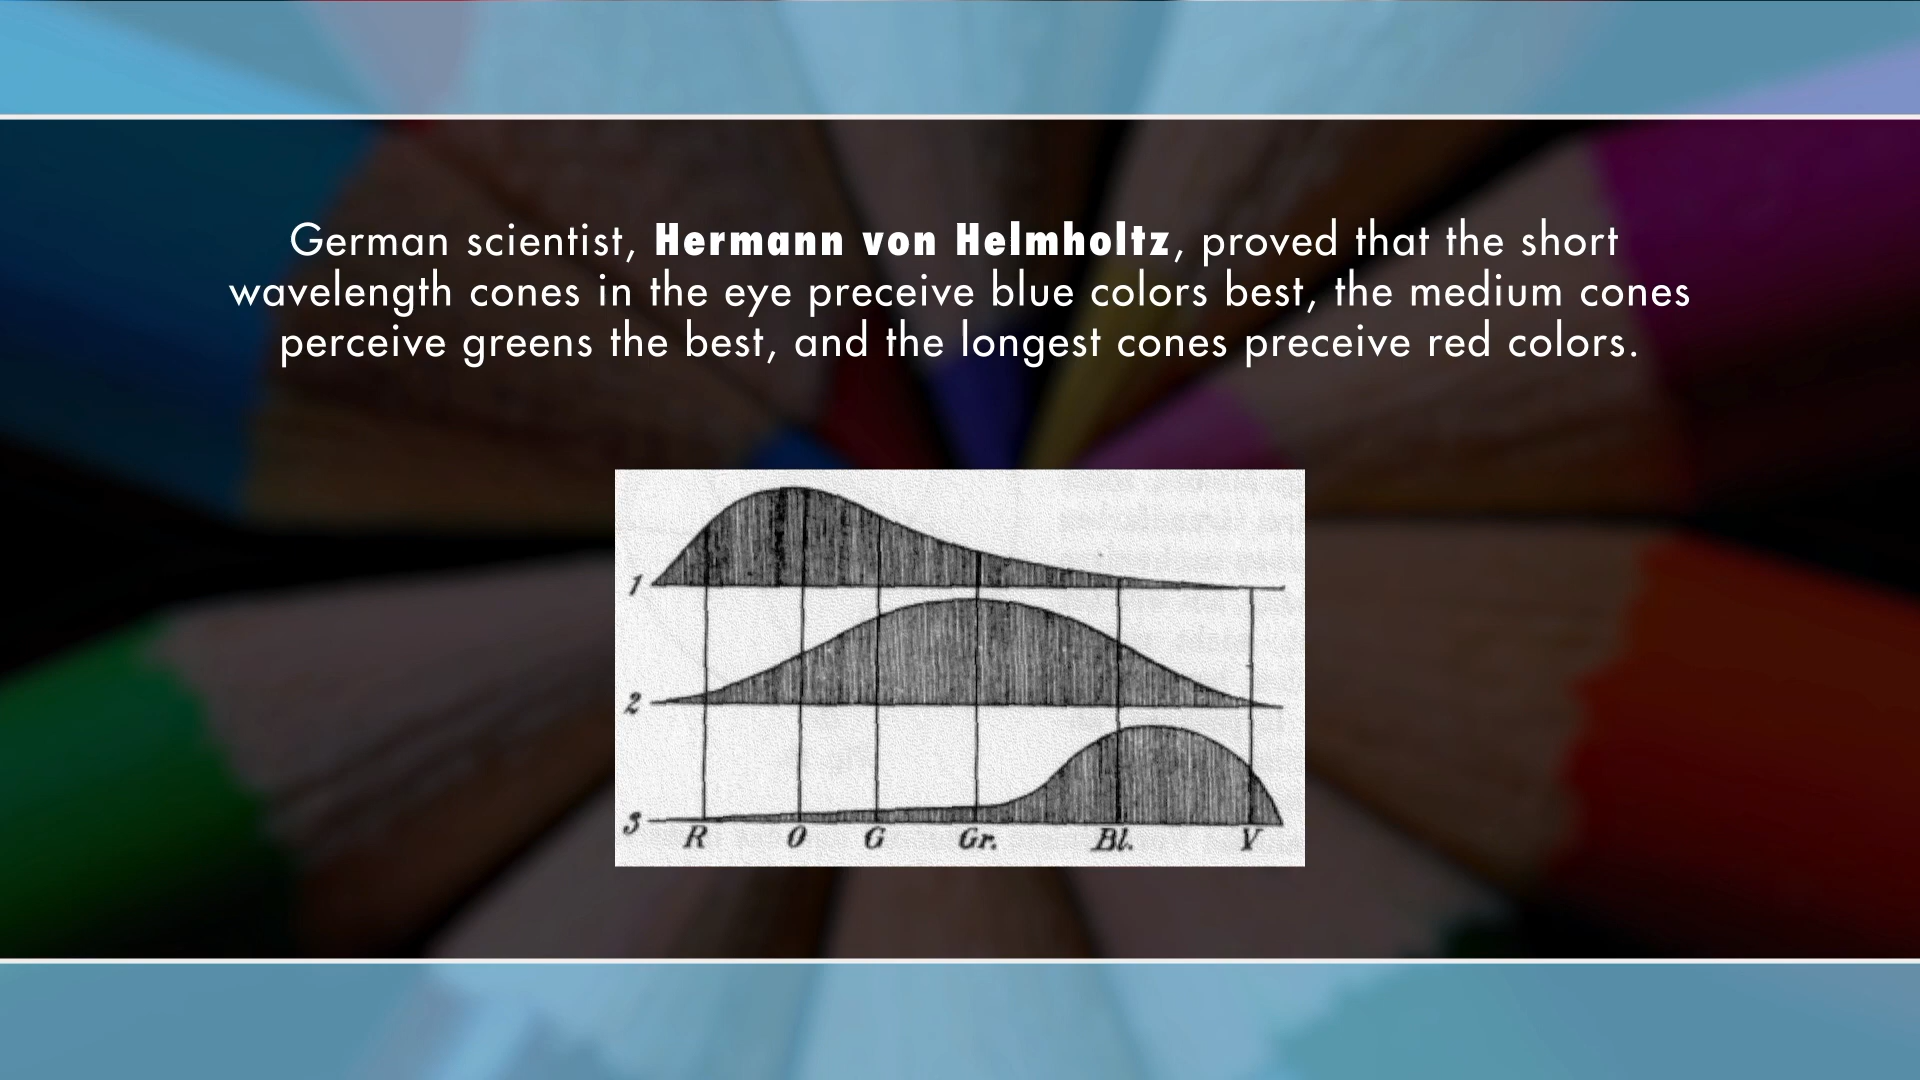 German scientist, Hermann von Helmholtz, proved that the short
wavelength cones in the eye preceive blue colors best, the medium cones
perceive greens the best, and the longest cones preceive red colors.
1
2
3
R O G Gr. Bl. V